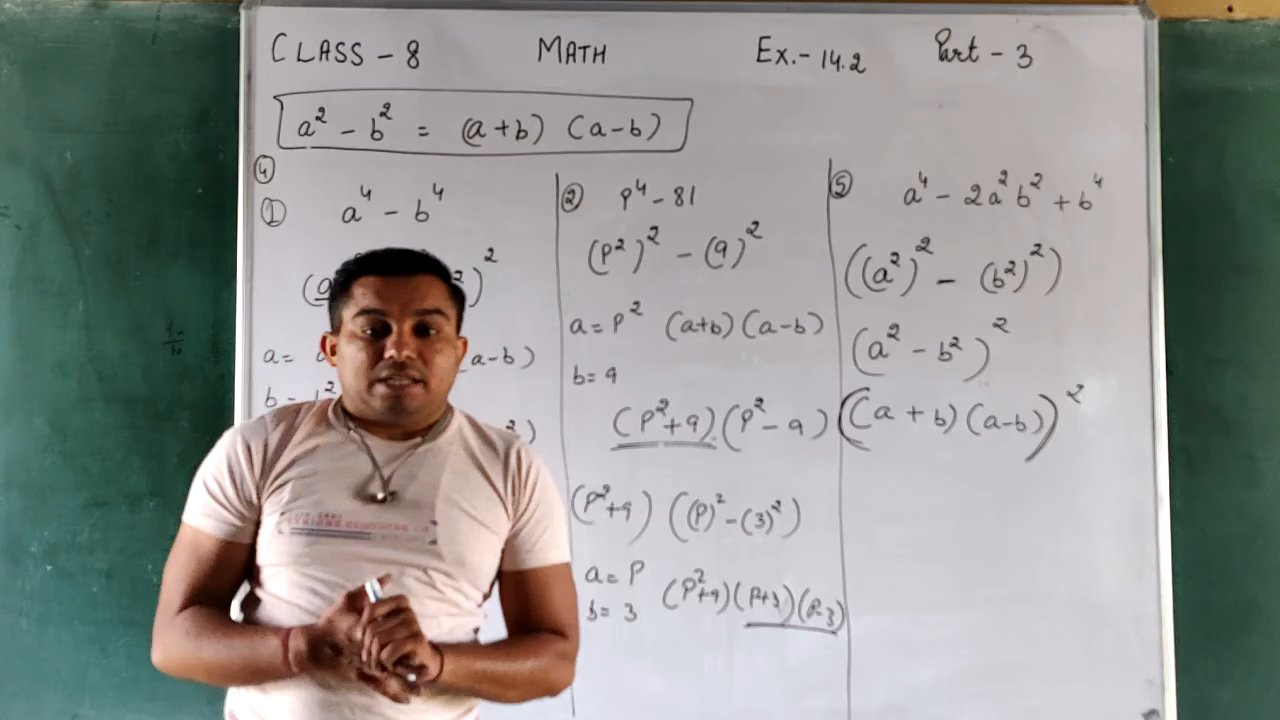 CLASS - 8 MATH Ex.- 14.2 Part - 3
a² - b² = (a+b) (a-b)
④
① a⁴ - b⁴
(a ²)²
a= a a-b)
b = b²
²)
② P⁴ - 81
(P²)² - (9)²
a = P² (a+b) (a-b)
b = 9
(P²+9) (P²-9)
(P²+9) ((P)² - (3)²)
a = P
b = 3 (P²+9)(P+3)(P-3)
⑤ a⁴ - 2a²b² + b⁴
((a²)² - (b²)²)
(a² - b²)²
((a + b) (a-b))²